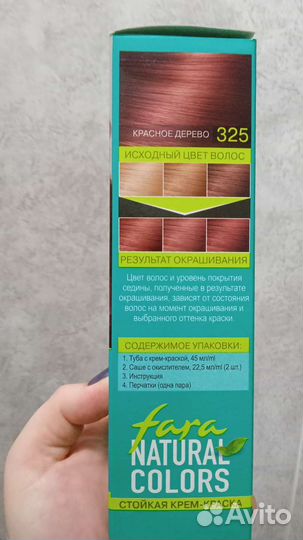 КРАСНОЕ ДЕРЕВО 325
ИСХОДНЫЙ ЦВЕТ ВОЛОС
РЕЗУЛЬТАТ ОКРАШИВАНИЯ
Цвет волос и уровень покрытия
седины, полученные в результате
окрашивания, зависят от состояния
волос на момент окрашивания и
выбранного оттенка краски.
СОДЕРЖИМОЕ УПАКОВКИ:
1. Туба с крем-краской, 45 мл/ml
2. Саше с окислителем, 22,5 мл/ml (2 шт.)
3. Инструкция
4. Перчатки (одна пара)
fara
NATURAL
COLORS
СТОЙКАЯ КРЕМ-КРАСКА
Avito